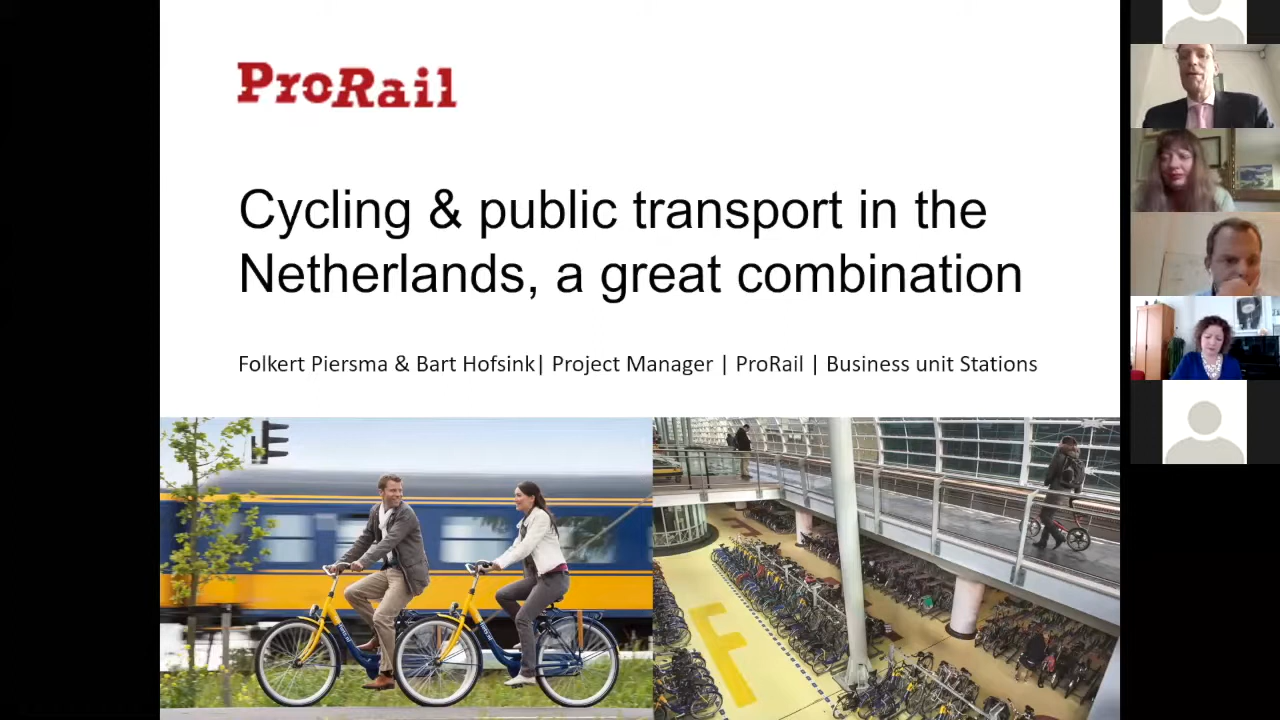 ProRail
Cycling & public transport in the
Netherlands, a great combination
Folkert Piersma & Bart Hofsink| Project Manager | ProRail | Business unit Stations
F